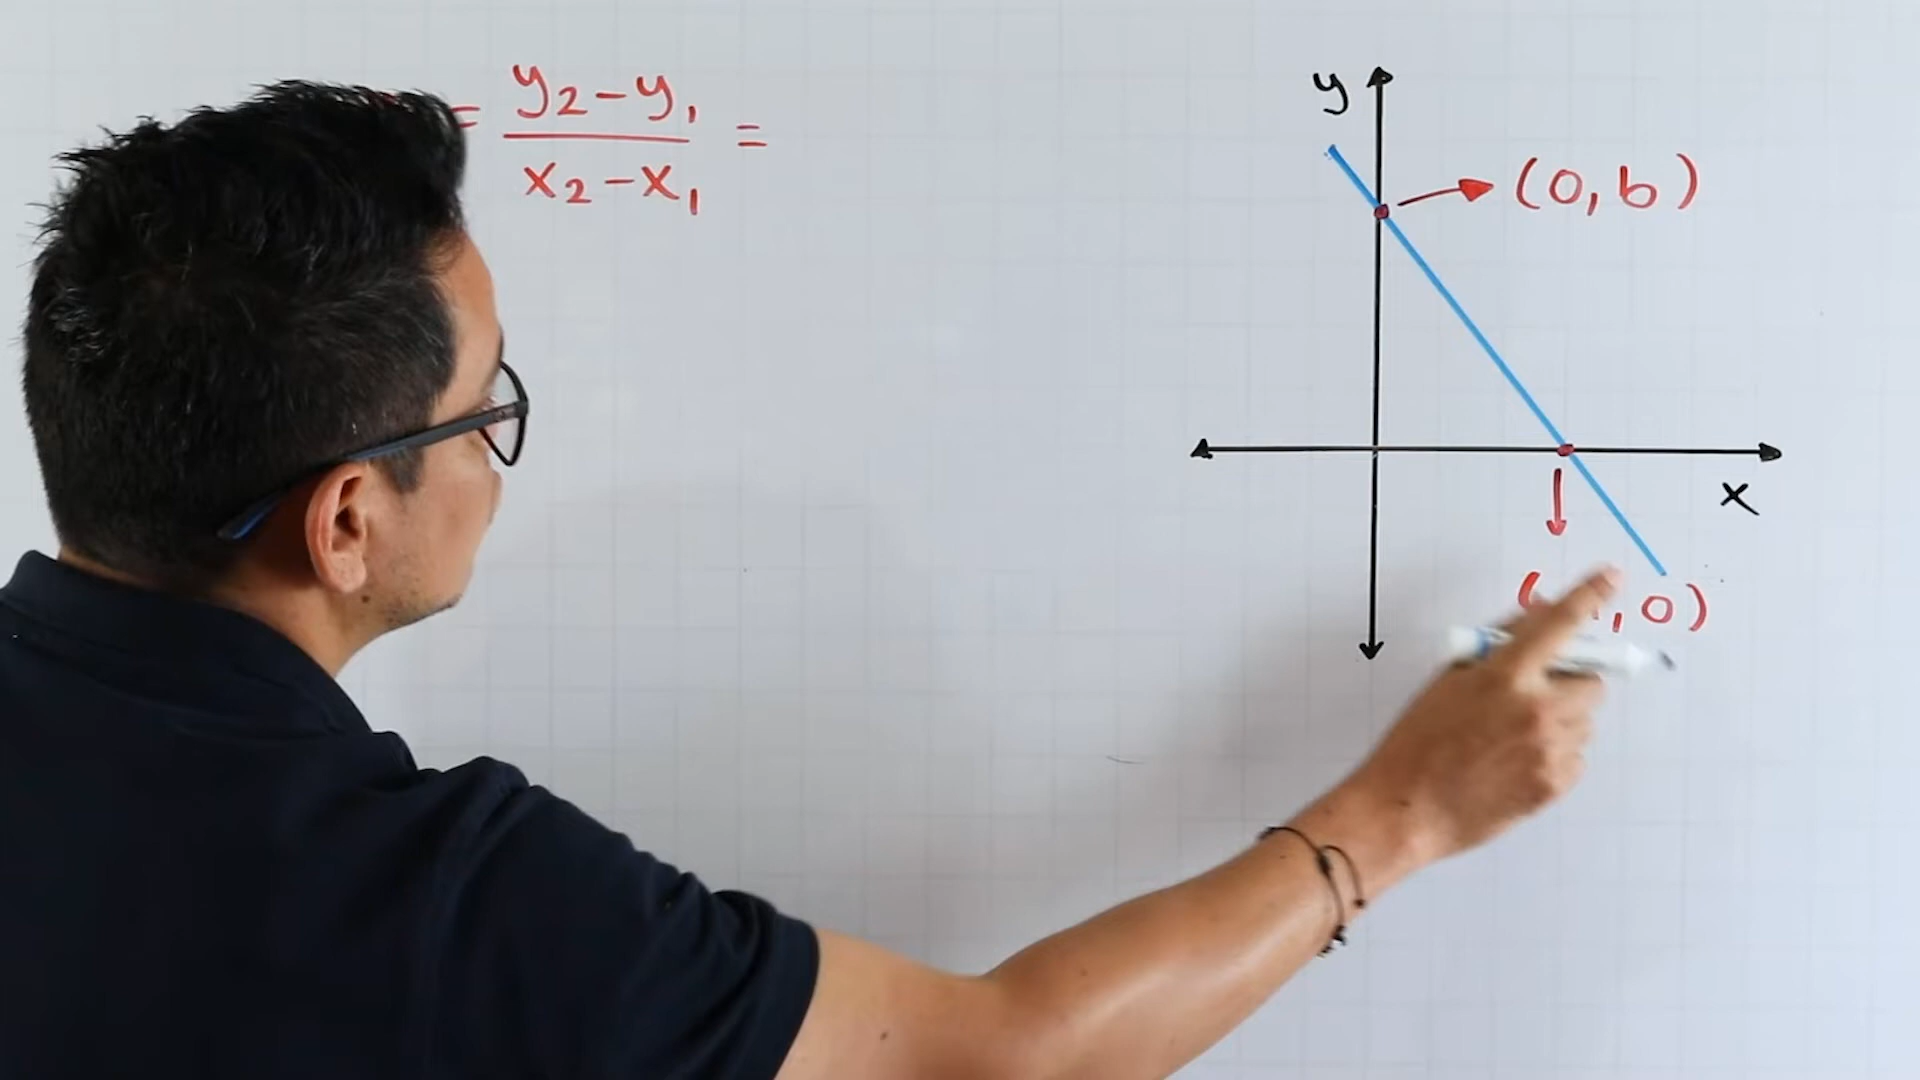 = y₂-y₁ =
x₂-x₁
y
(0,b)
x
( ,0)